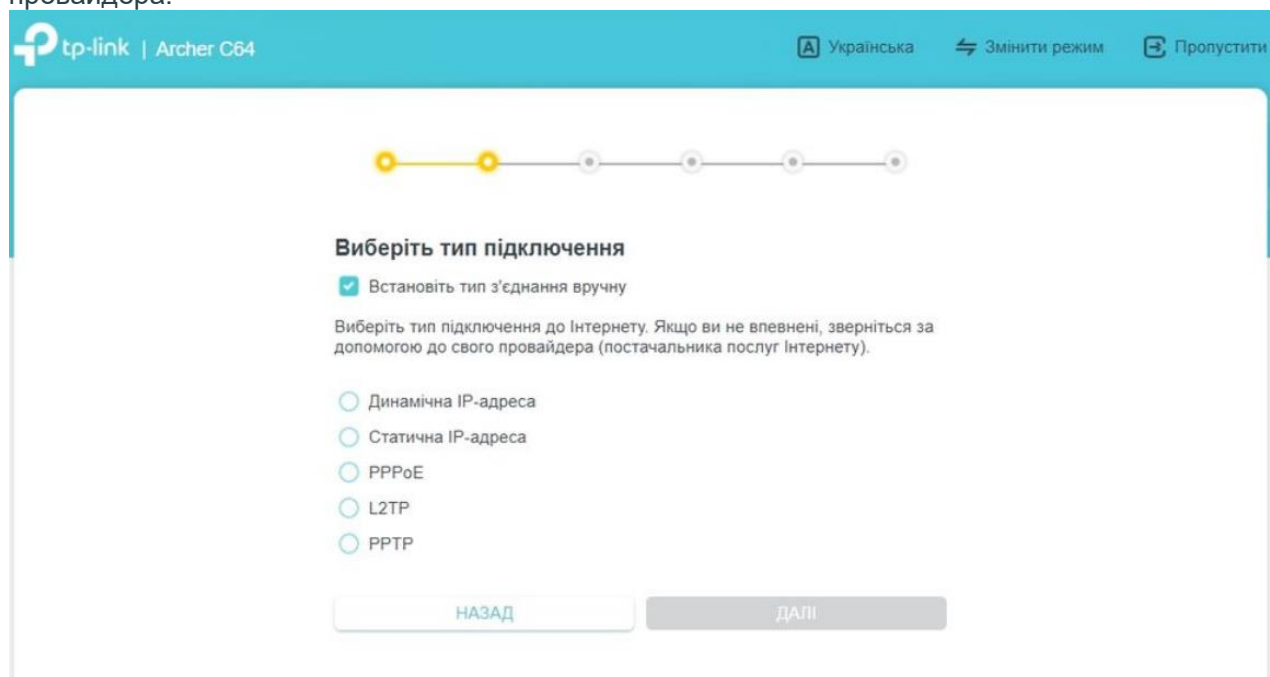 провайдера.
tp-link | Archer C64
Українська
Змінити режим
Пропустити
Виберіть тип підключення
Встановіть тип з'єднання вручну
Виберіть тип підключення до Інтернету. Якщо ви не впевнені, зверніться за
допомогою до свого провайдера (постачальника послуг Інтернету).
Динамічна IP-адреса
Статична IP-адреса
PPPoE
L2TP
PPTP
НАЗАД
ДАЛІ